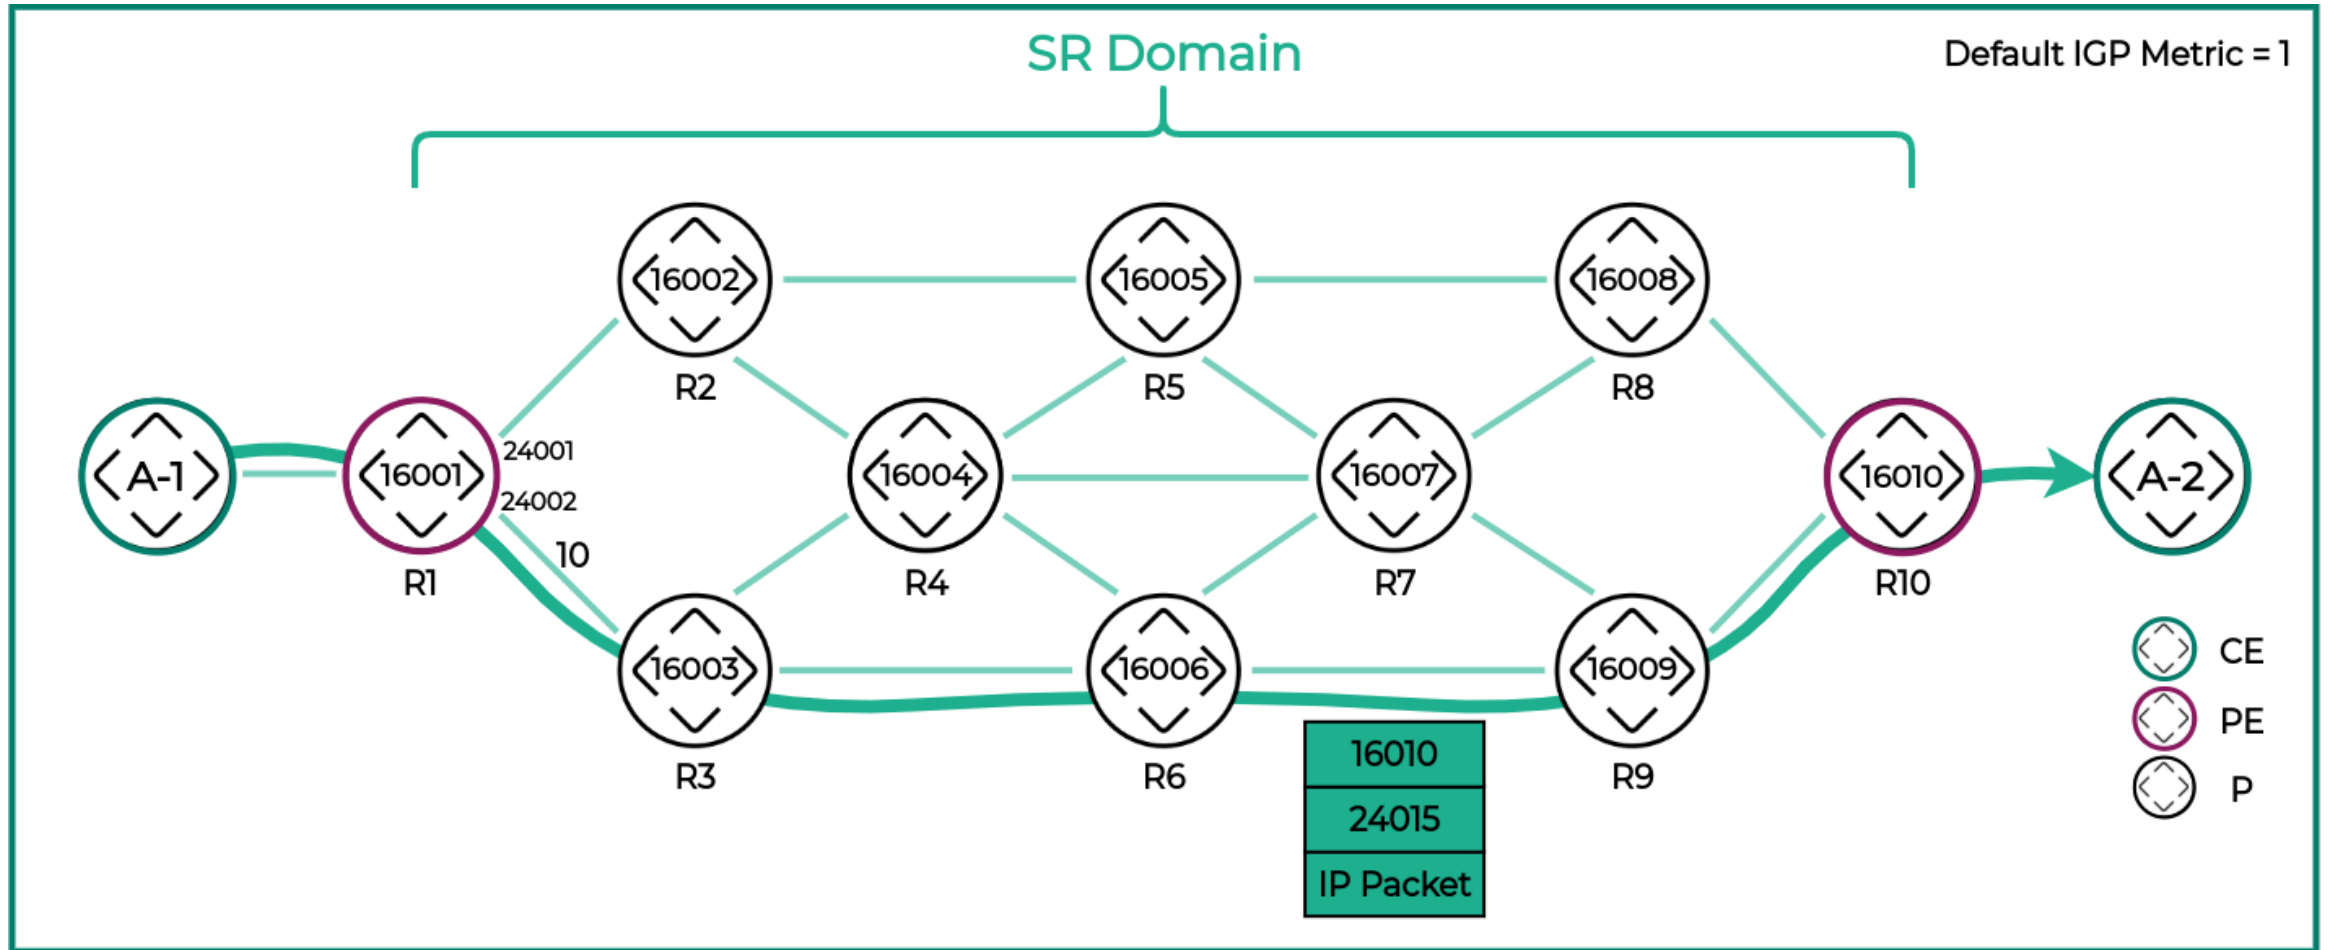 SR Domain
Default IGP Metric = 1
16002
16005
16008
R2
R5
R8
A-1
16001
24001
24002
10
R1
16004
R4
16007
R7
16010
R10
A-2
16003
R3
16006
R6
16009
R9
16010
24015
IP Packet
CE
PE
P